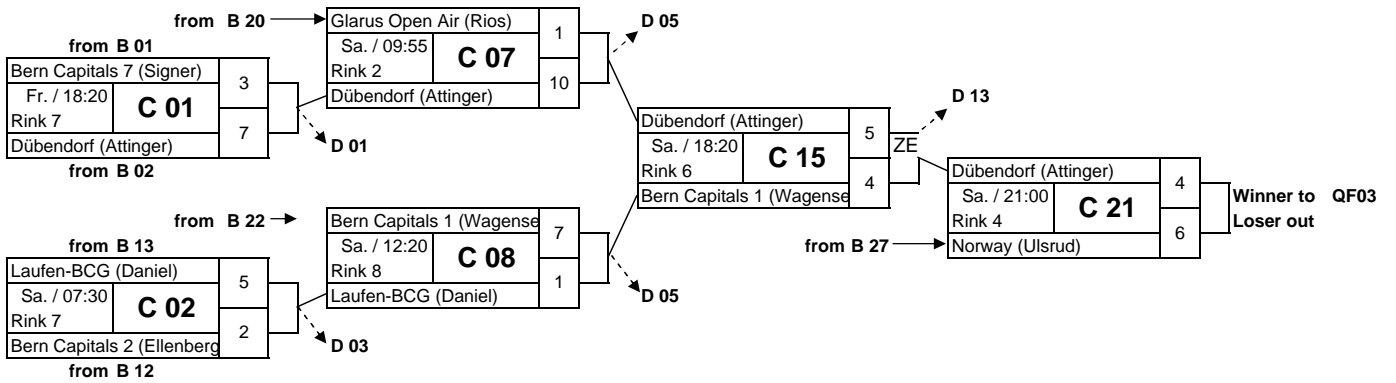 from B 20
Glarus Open Air (Rios)
1
D 05
Sa. / 09:55
Rink 2
C 07
10
Dübendorf (Attinger)
from B 01
Bern Capitals 7 (Signer)
3
Fr. / 18:20
Rink 7
C 01
7
Dübendorf (Attinger)
D 01
from B 02
Dübendorf (Attinger)
5
ZE
D 13
Sa. / 18:20
Rink 6
C 15
4
Bern Capitals 1 (Wagense
Dübendorf (Attinger)
4
Sa. / 21:00
Rink 4
C 21
6
Winner to QF03
Loser out
from B 27
Norway (Ulsrud)
from B 22
Bern Capitals 1 (Wagense
7
Sa. / 12:20
Rink 8
C 08
1
Laufen-BCG (Daniel)
D 05
from B 13
Laufen-BCG (Daniel)
5
Sa. / 07:30
Rink 7
C 02
2
Bern Capitals 2 (Ellenberg
D 03
from B 12